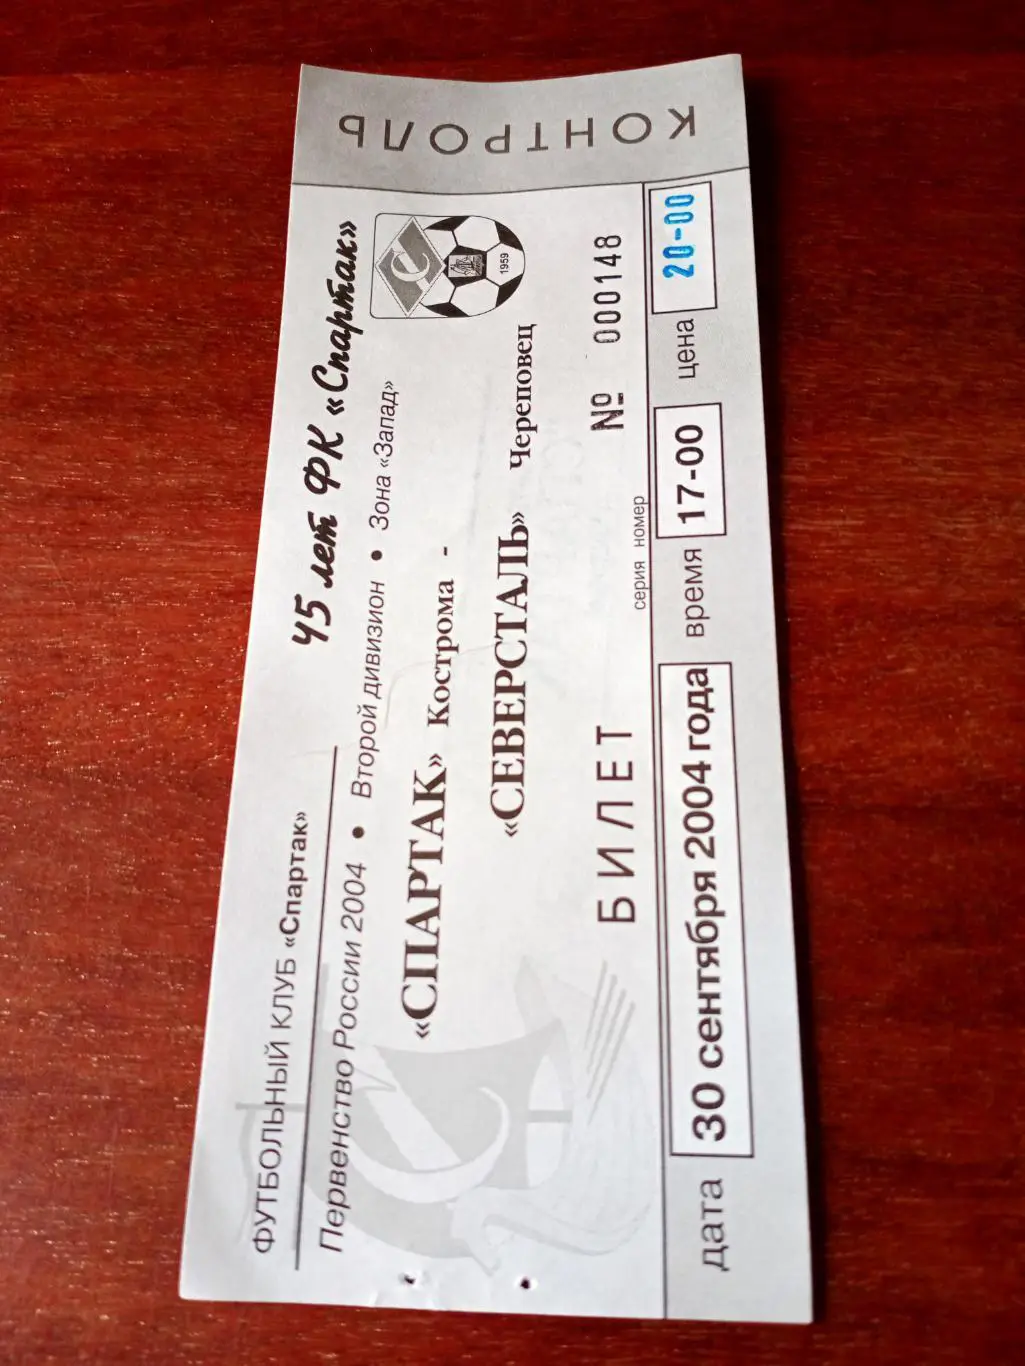 ФУТБОЛЬНЫЙ КЛУБ «Спартак»
45 лет ФК «Спартак»
Первенство России 2004 • Второй дивизион • Зона «Запад»
«СПАРТАК» Кострома -
«СЕВЕРСТАЛЬ» Череповец
С
1959
БИЛЕТ
серия номер
№ 000148
дата 30 сентября 2004 года время 17-00 цена 20-00
КОНТРОЛЬ